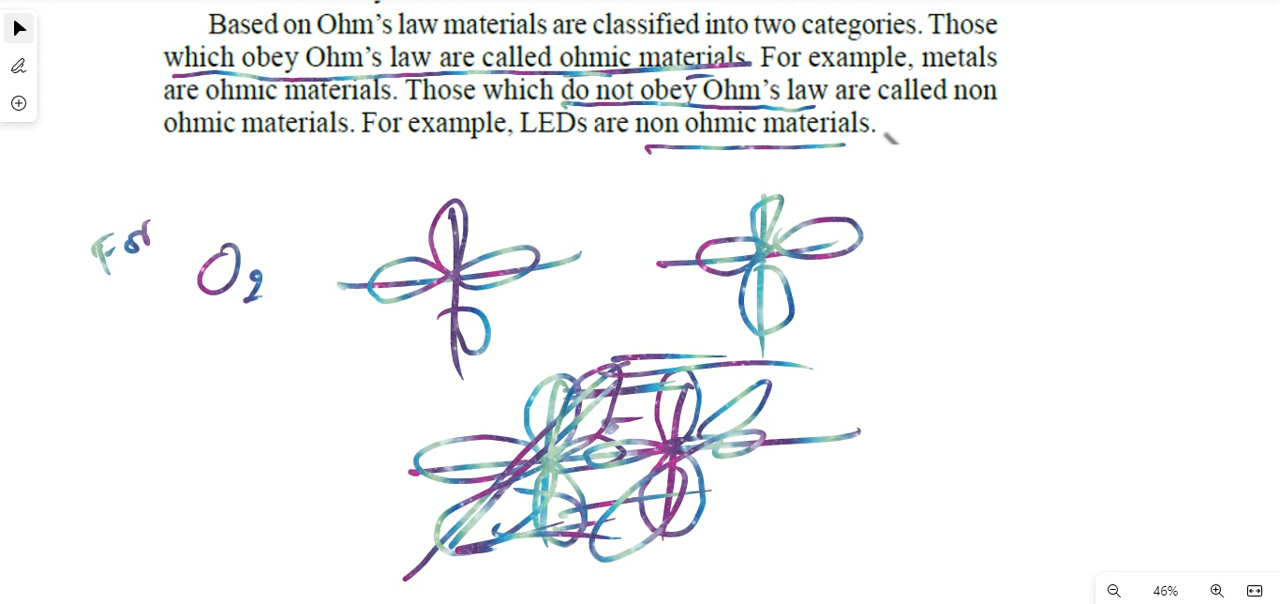 Based on Ohm’s law materials are classified into two categories. Those
which obey Ohm’s law are called ohmic materials. For example, metals
are ohmic materials. Those which do not obey Ohm’s law are called non
ohmic materials. For example, LEDs are non ohmic materials.
For O2
46%